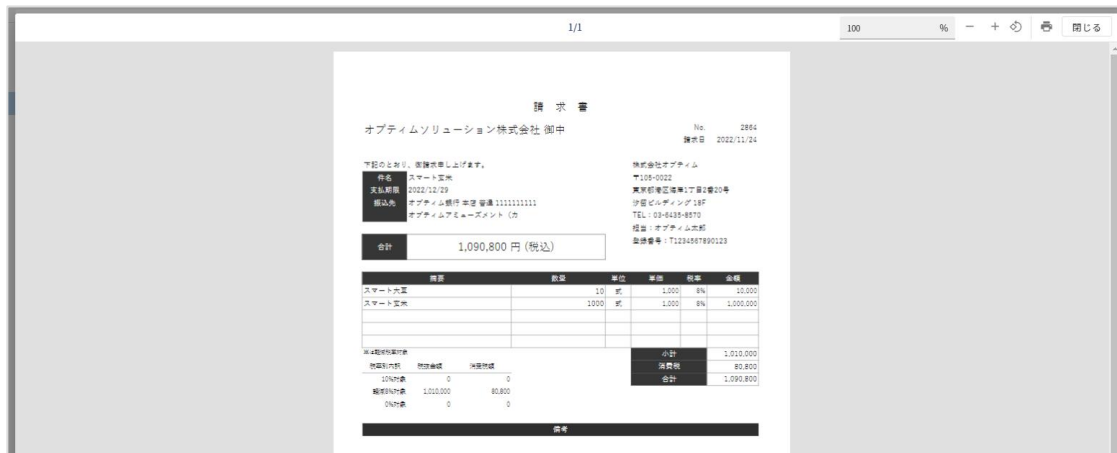 1/1
100 %
閉じる
請求書
オプティムソリューション株式会社 御中
No. 2864
請求日 2022/11/24
下記のとおり、御請求申し上げます。
件名 スマート玄米
支払期限 2022/12/29
振込先 オプティム銀行 本店 普通 1111111111
オプティムアミューズメント（カ
株式会社オプティム
〒105-0022
東京都港区海岸1丁目2番20号
汐留ビルディング 18F
TEL：03-6435-8570
担当：オプティム太郎
登録番号：T1234567890123
合計 1,090,800 円 (税込)
摘要 数量 単位 単価 税率 金額
スマート大豆 10 式 1,000 8% 10,000
スマート玄米 1000 式 1,000 8% 1,000,000
※は軽減税率対象
小計 1,010,000
消費税 80,800
合計 1,090,800
税率別内訳 税抜金額 消費税額
10%対象 0 0
軽減8%対象 1,010,000 80,800
0%対象 0 0
備考